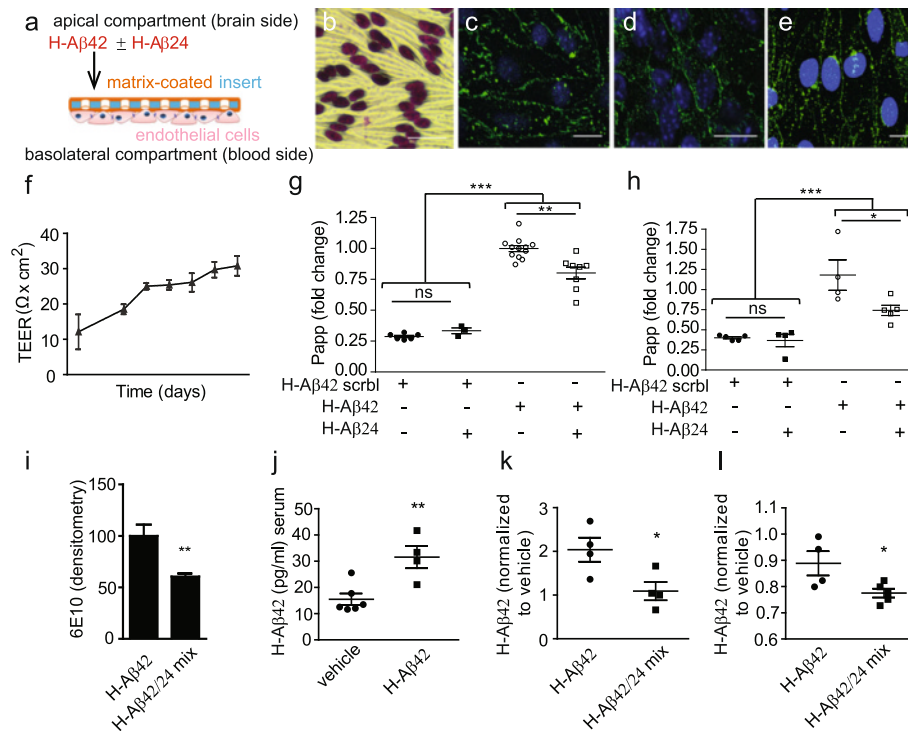 a
apical compartment (brain side)
H-Aβ42 ± H-Aβ24
matrix-coated insert
endothelial cells
basolateral compartment (blood side)
b
c
d
e
f
TEER (Ω x cm²)
40
30
20
10
0
Time (days)
g
Papp (fold change)
1.25
1.00
0.75
0.50
0.25
0.00
***
**
ns
H-Aβ42 scrbl + + - -
H-Aβ42 - - + +
H-Aβ24 - + - +
h
Papp (fold change)
1.75
1.50
1.25
1.00
0.75
0.50
0.25
0.00
***
*
ns
H-Aβ42 scrbl + + - -
H-Aβ42 - - + +
H-Aβ24 - + - +
i
6E10 (densitometry)
150
100
50
0
**
H-Aβ42
H-Aβ42/24 mix
j
H-Aβ42 (pg/ml) serum
50
40
30
20
10
0
**
vehicle
H-Aβ42
k
H-Aβ42 (normalized
to vehicle)
3
2
1
0
*
H-Aβ42
H-Aβ42/24 mix
l
H-Aβ42 (normalized
to vehicle)
1.1
1.0
0.9
0.8
0.7
0.6
*
H-Aβ42
H-Aβ42/24 mix